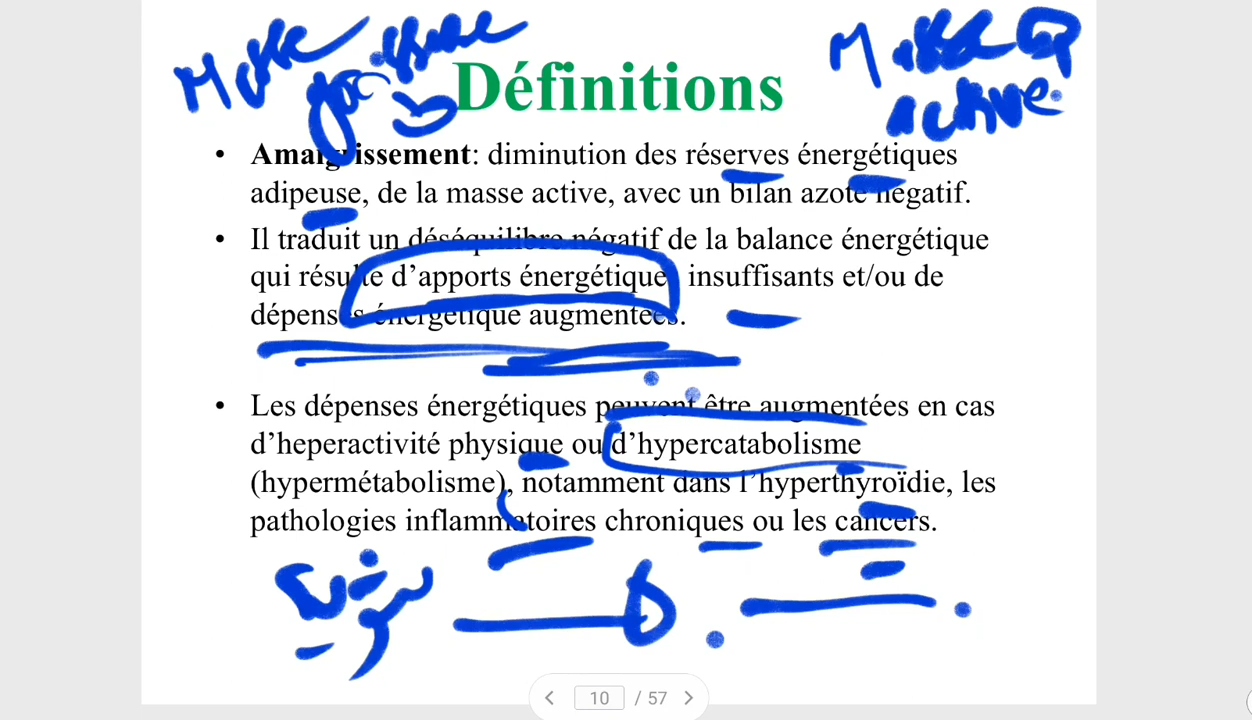 Masse
Masse
active
Définitions
• Amaigrissement: diminution des réserves énergétiques
adipeuse, de la masse active, avec un bilan azoté négatif.
• Il traduit un déséquilibre négatif de la balance énergétique
qui résulte d’apports énergétiques insuffisants et/ou de
dépenses énergétique augmentées.
• Les dépenses énergétiques peuvent être augmentées en cas
d’heperactivité physique ou d’hypercatabolisme
(hypermétabolisme), notamment dans l’hyperthyroïdie, les
pathologies inflammatoires chroniques ou les cancers.
10 / 57